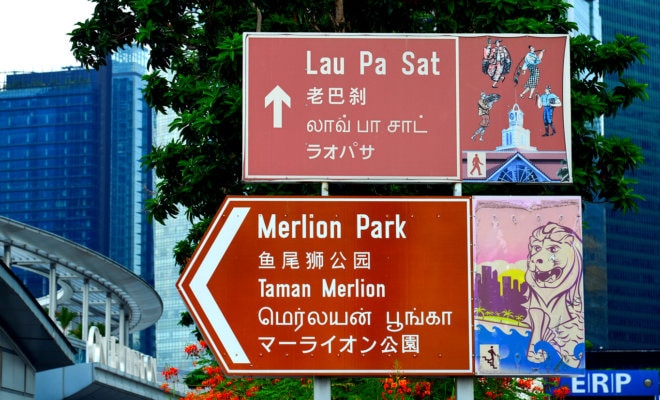 Lau Pa Sat
老巴刹
லாவ் பா சாட்
ラオパサ
Merlion Park
鱼尾狮公园
Taman Merlion
மெர்லயன் பூங்கா
マーライオン公園
ERP